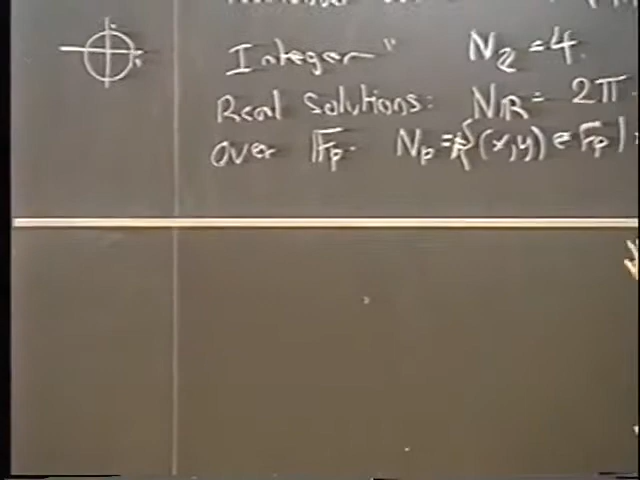 Integer " N_Z = 4.
Real Solutions: N_R = 2π.
Over F_p. N_p = #{(x,y) ∈ F_p |